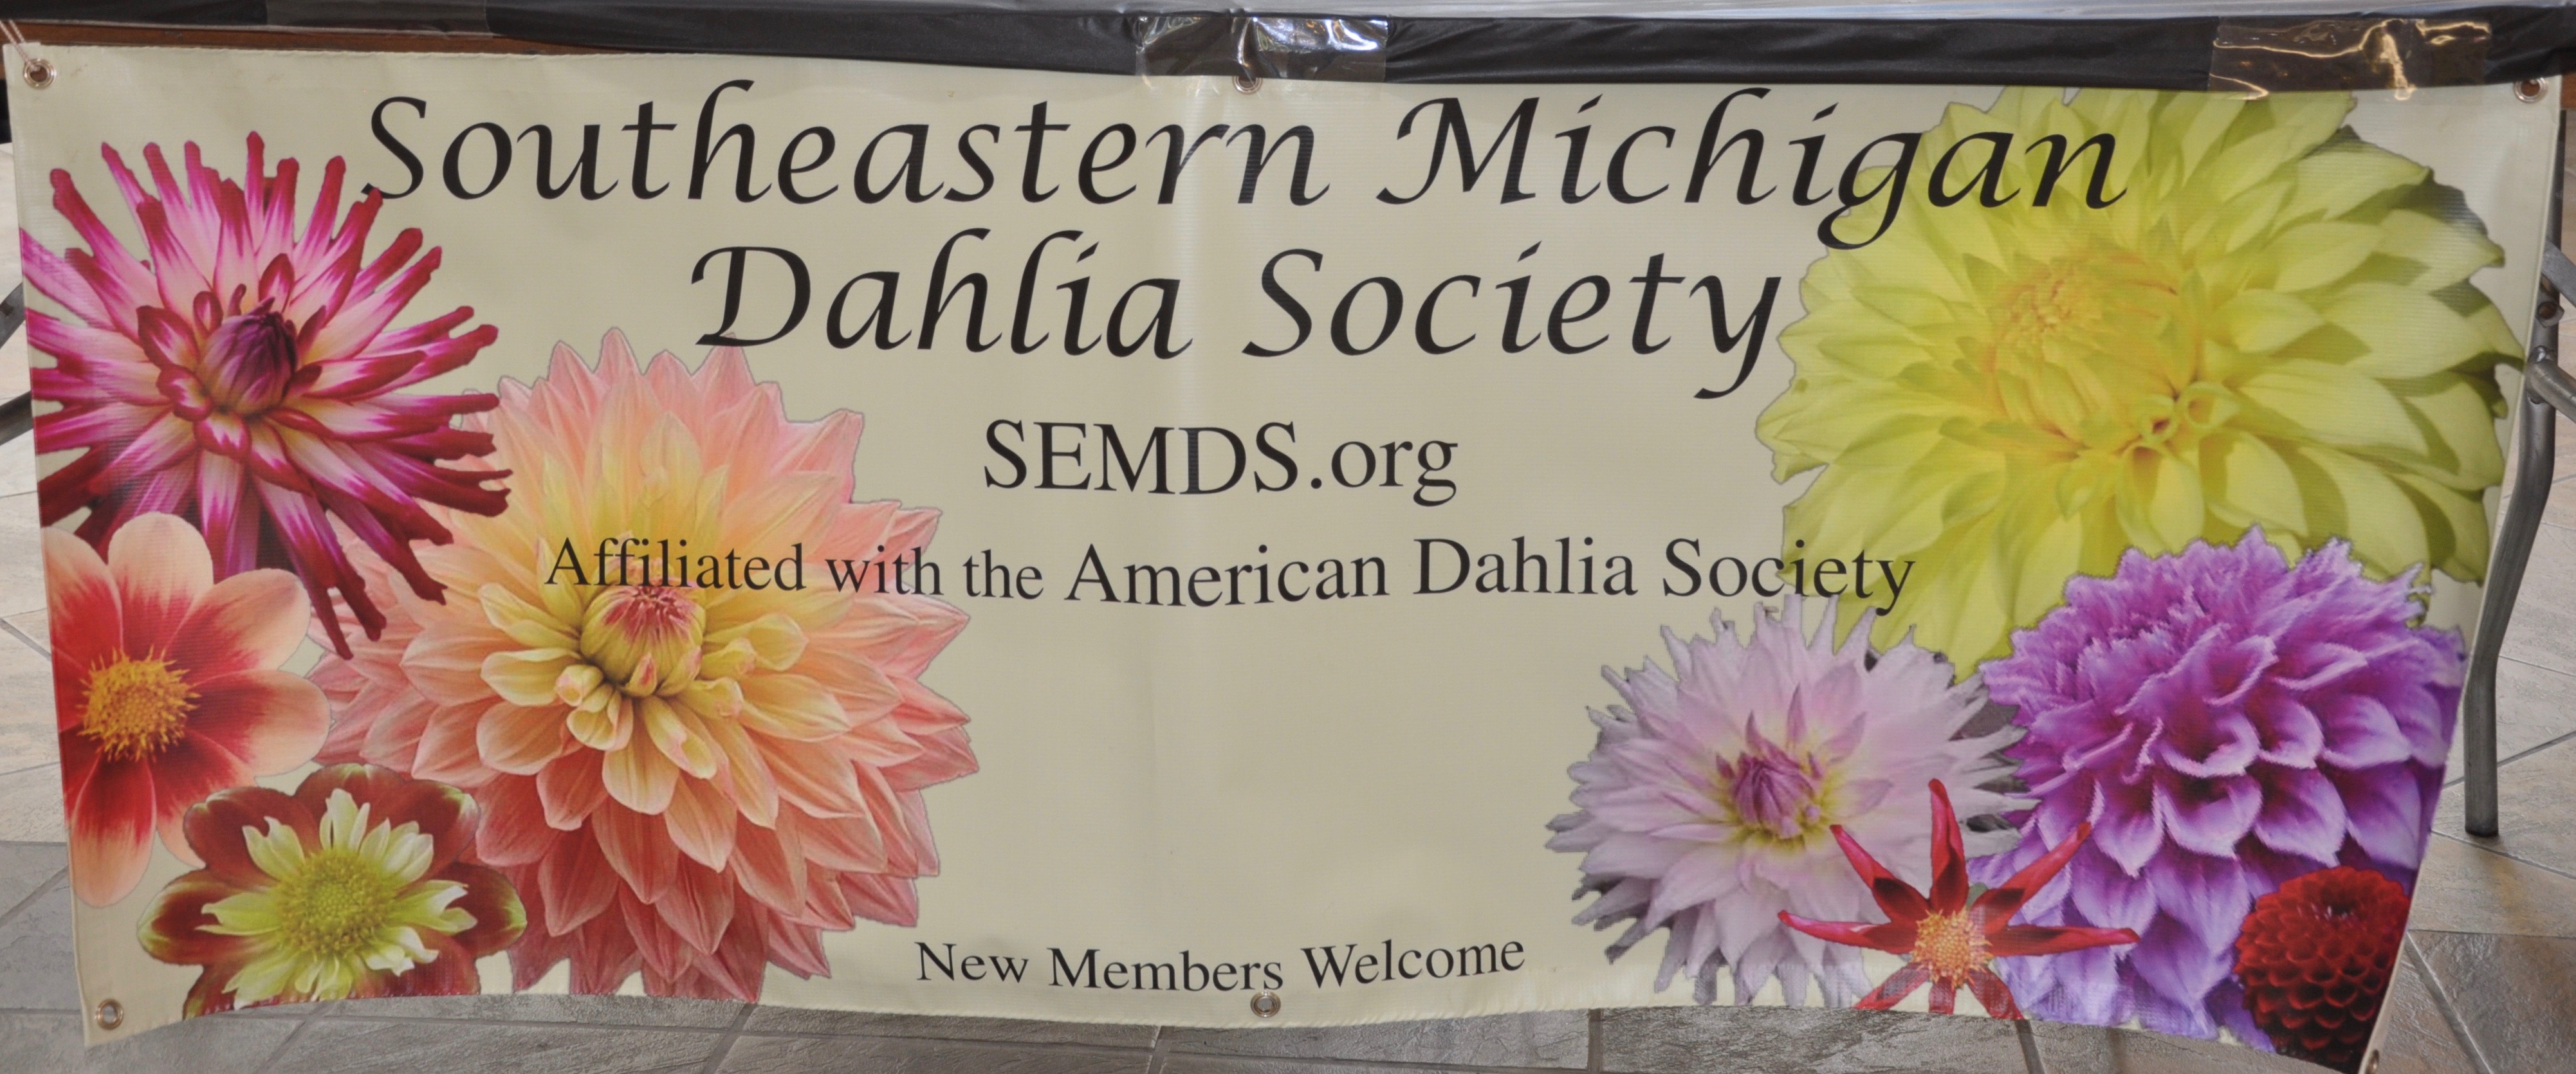 Southeastern Michigan
Dahlia Society
SEMDS.org
Affiliated with the American Dahlia Society
New Members Welcome